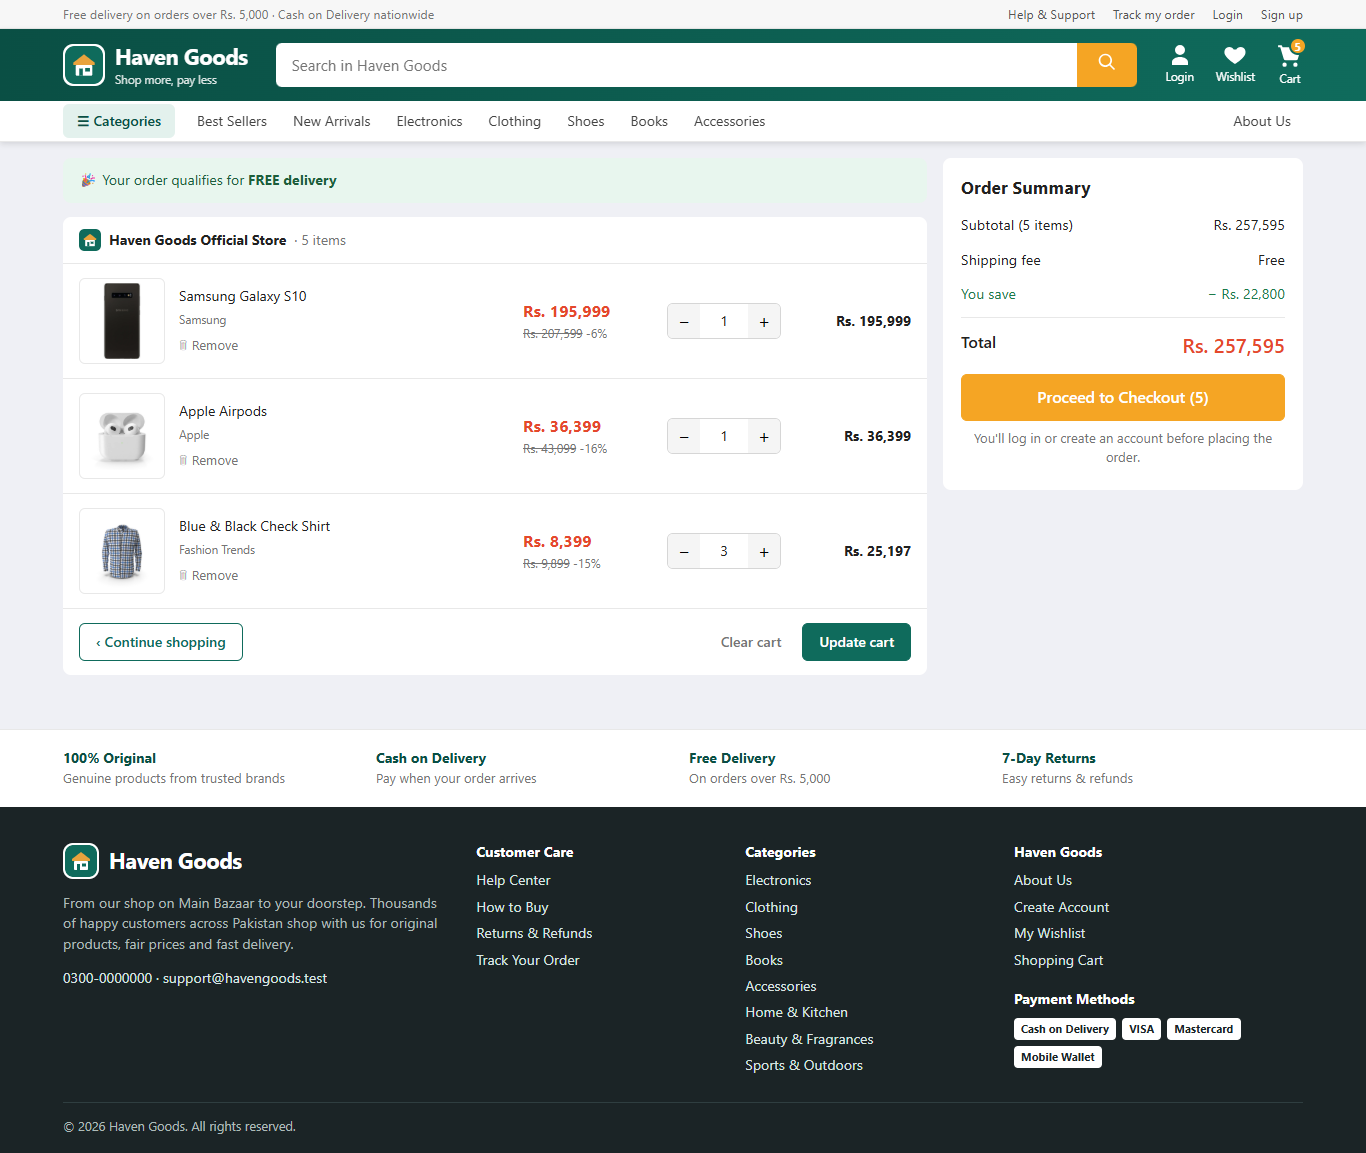 Free delivery on orders over Rs. 5,000 · Cash on Delivery nationwide
Help & Support Track my order Login Sign up
Haven Goods
Shop more, pay less
Search in Haven Goods
Login
Wishlist
5
Cart
☰ Categories
Best Sellers New Arrivals Electronics Clothing Shoes Books Accessories
About Us
🎉 Your order qualifies for FREE delivery
Haven Goods Official Store · 5 items
Samsung Galaxy S10
Samsung
Remove
Rs. 195,999
Rs. 207,599 -6%
− 1 +
Rs. 195,999
Apple Airpods
Apple
Remove
Rs. 36,399
Rs. 43,099 -16%
− 1 +
Rs. 36,399
Blue & Black Check Shirt
Fashion Trends
Remove
Rs. 8,399
Rs. 9,899 -15%
− 3 +
Rs. 25,197
‹ Continue shopping
Clear cart
Update cart
Order Summary
Subtotal (5 items) Rs. 257,595
Shipping fee Free
You save − Rs. 22,800
Total Rs. 257,595
Proceed to Checkout (5)
You'll log in or create an account before placing the
order.
100% Original
Genuine products from trusted brands
Cash on Delivery
Pay when your order arrives
Free Delivery
On orders over Rs. 5,000
7-Day Returns
Easy returns & refunds
Haven Goods
From our shop on Main Bazaar to your doorstep. Thousands
of happy customers across Pakistan shop with us for original
products, fair prices and fast delivery.
0300-0000000 · support@havengoods.test
Customer Care
Help Center
How to Buy
Returns & Refunds
Track Your Order
Categories
Electronics
Clothing
Shoes
Books
Accessories
Home & Kitchen
Beauty & Fragrances
Sports & Outdoors
Haven Goods
About Us
Create Account
My Wishlist
Shopping Cart
Payment Methods
Cash on Delivery VISA Mastercard
Mobile Wallet
© 2026 Haven Goods. All rights reserved.